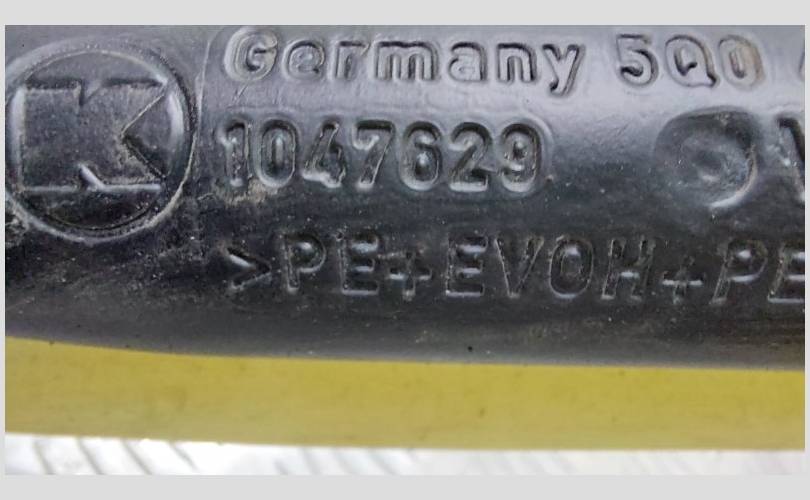 K
Germany 5Q0
1047629
>PE+EVOH+PE